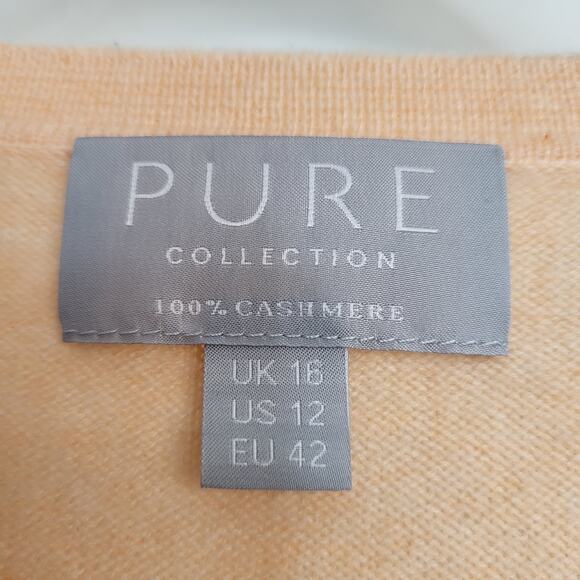 PURE
COLLECTION
100% CASHMERE
UK 16
US 12
EU 42